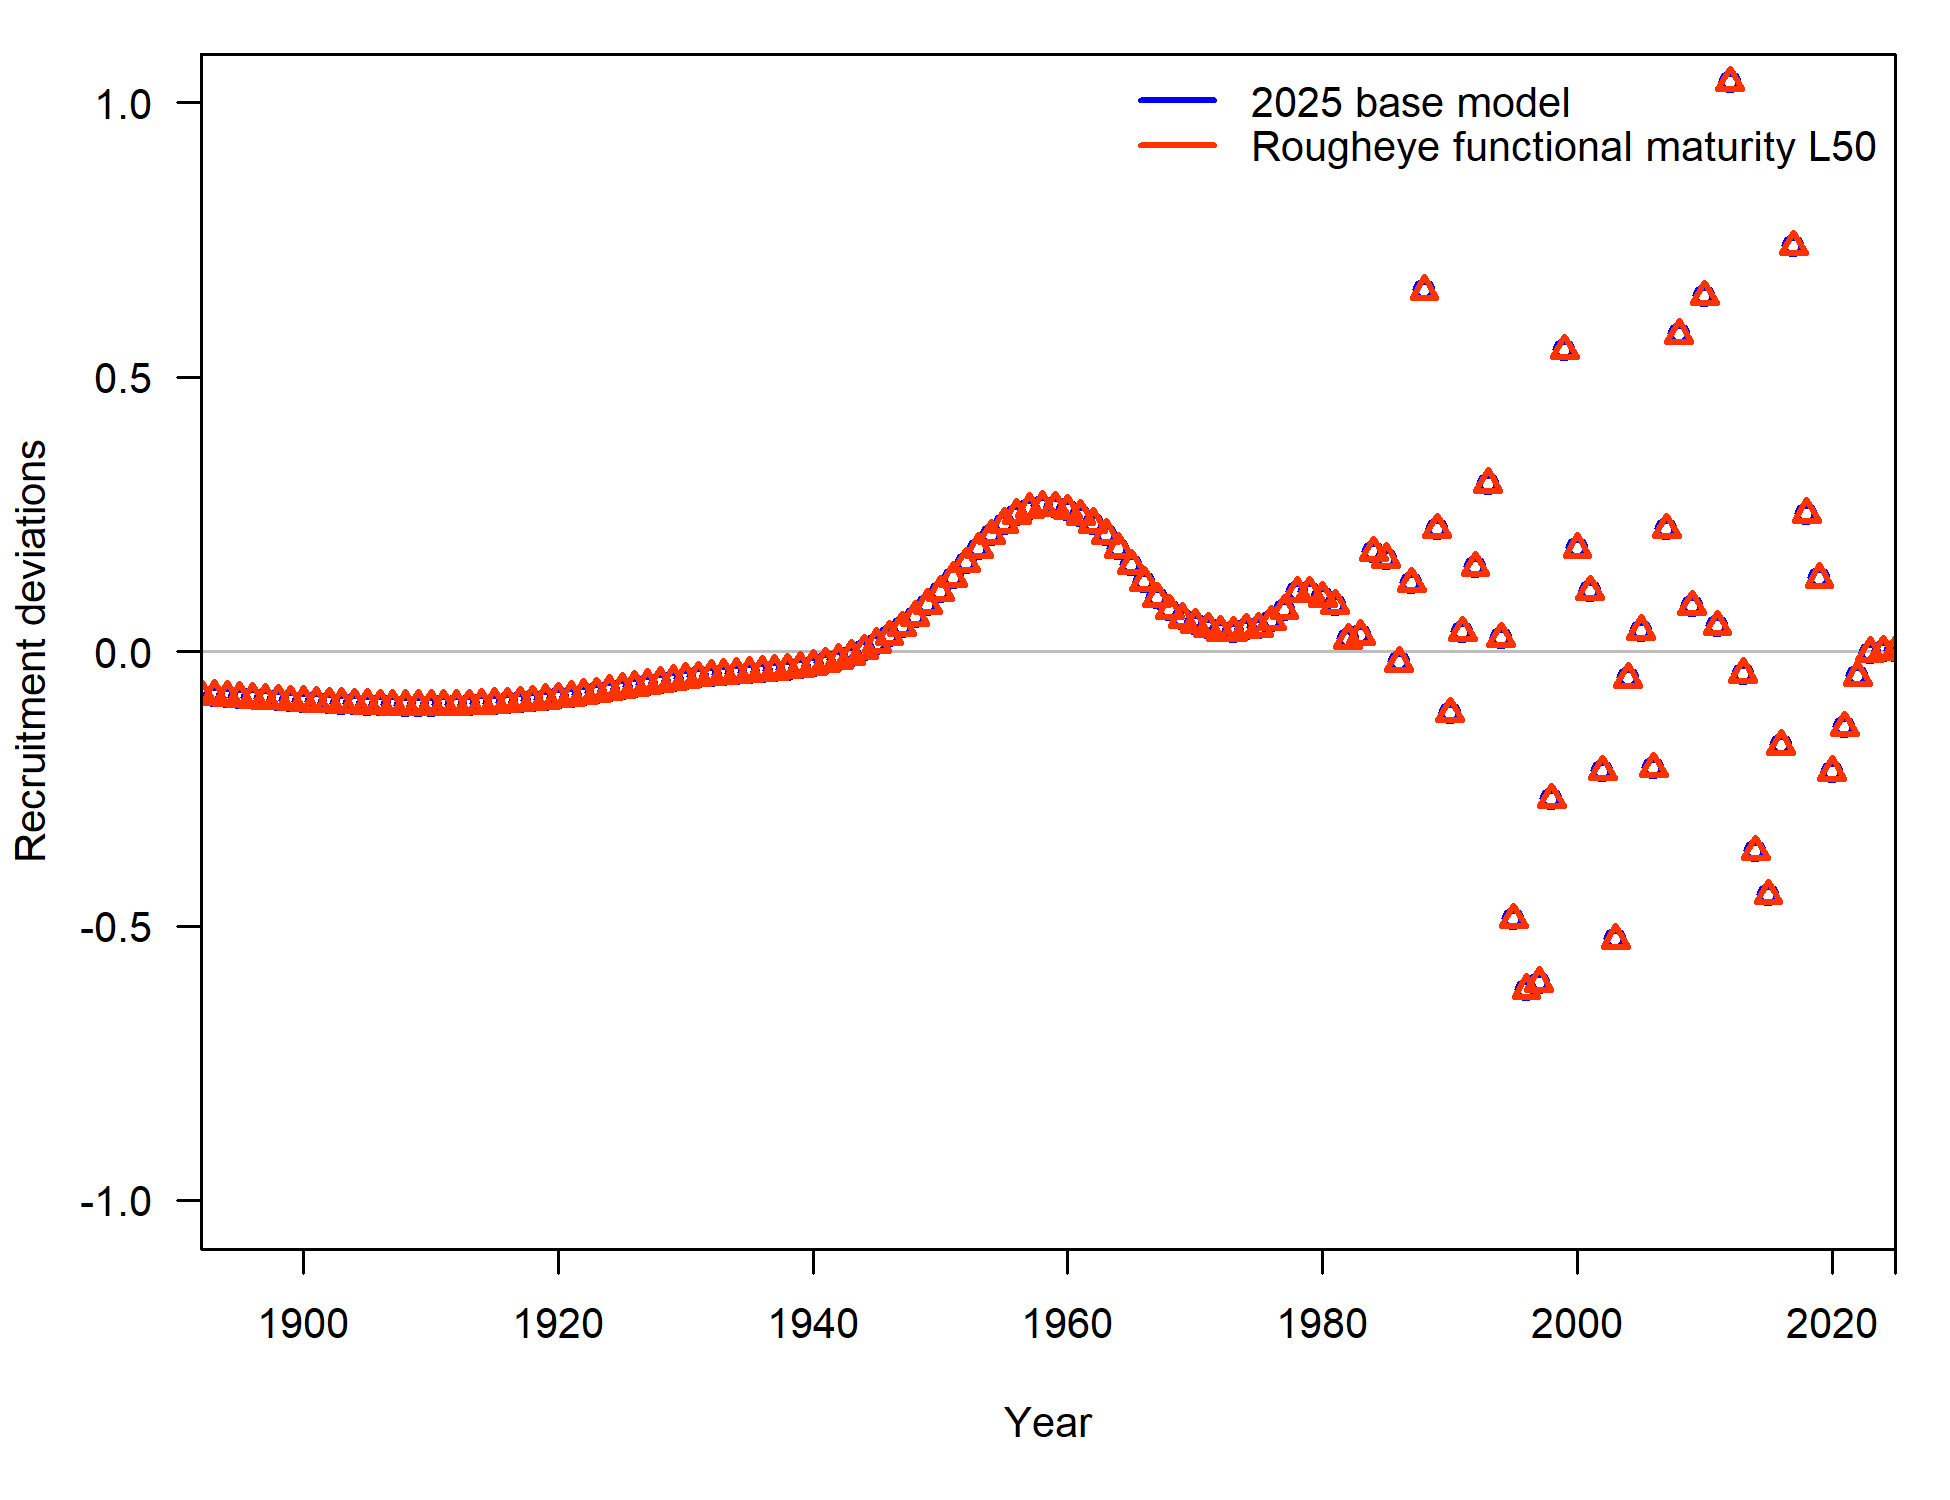 2025 base model
Rougheye functional maturity L50
1.0
0.5
0.0
-0.5
-1.0
Recruitment deviations
1900 1920 1940 1960 1980 2000 2020
Year